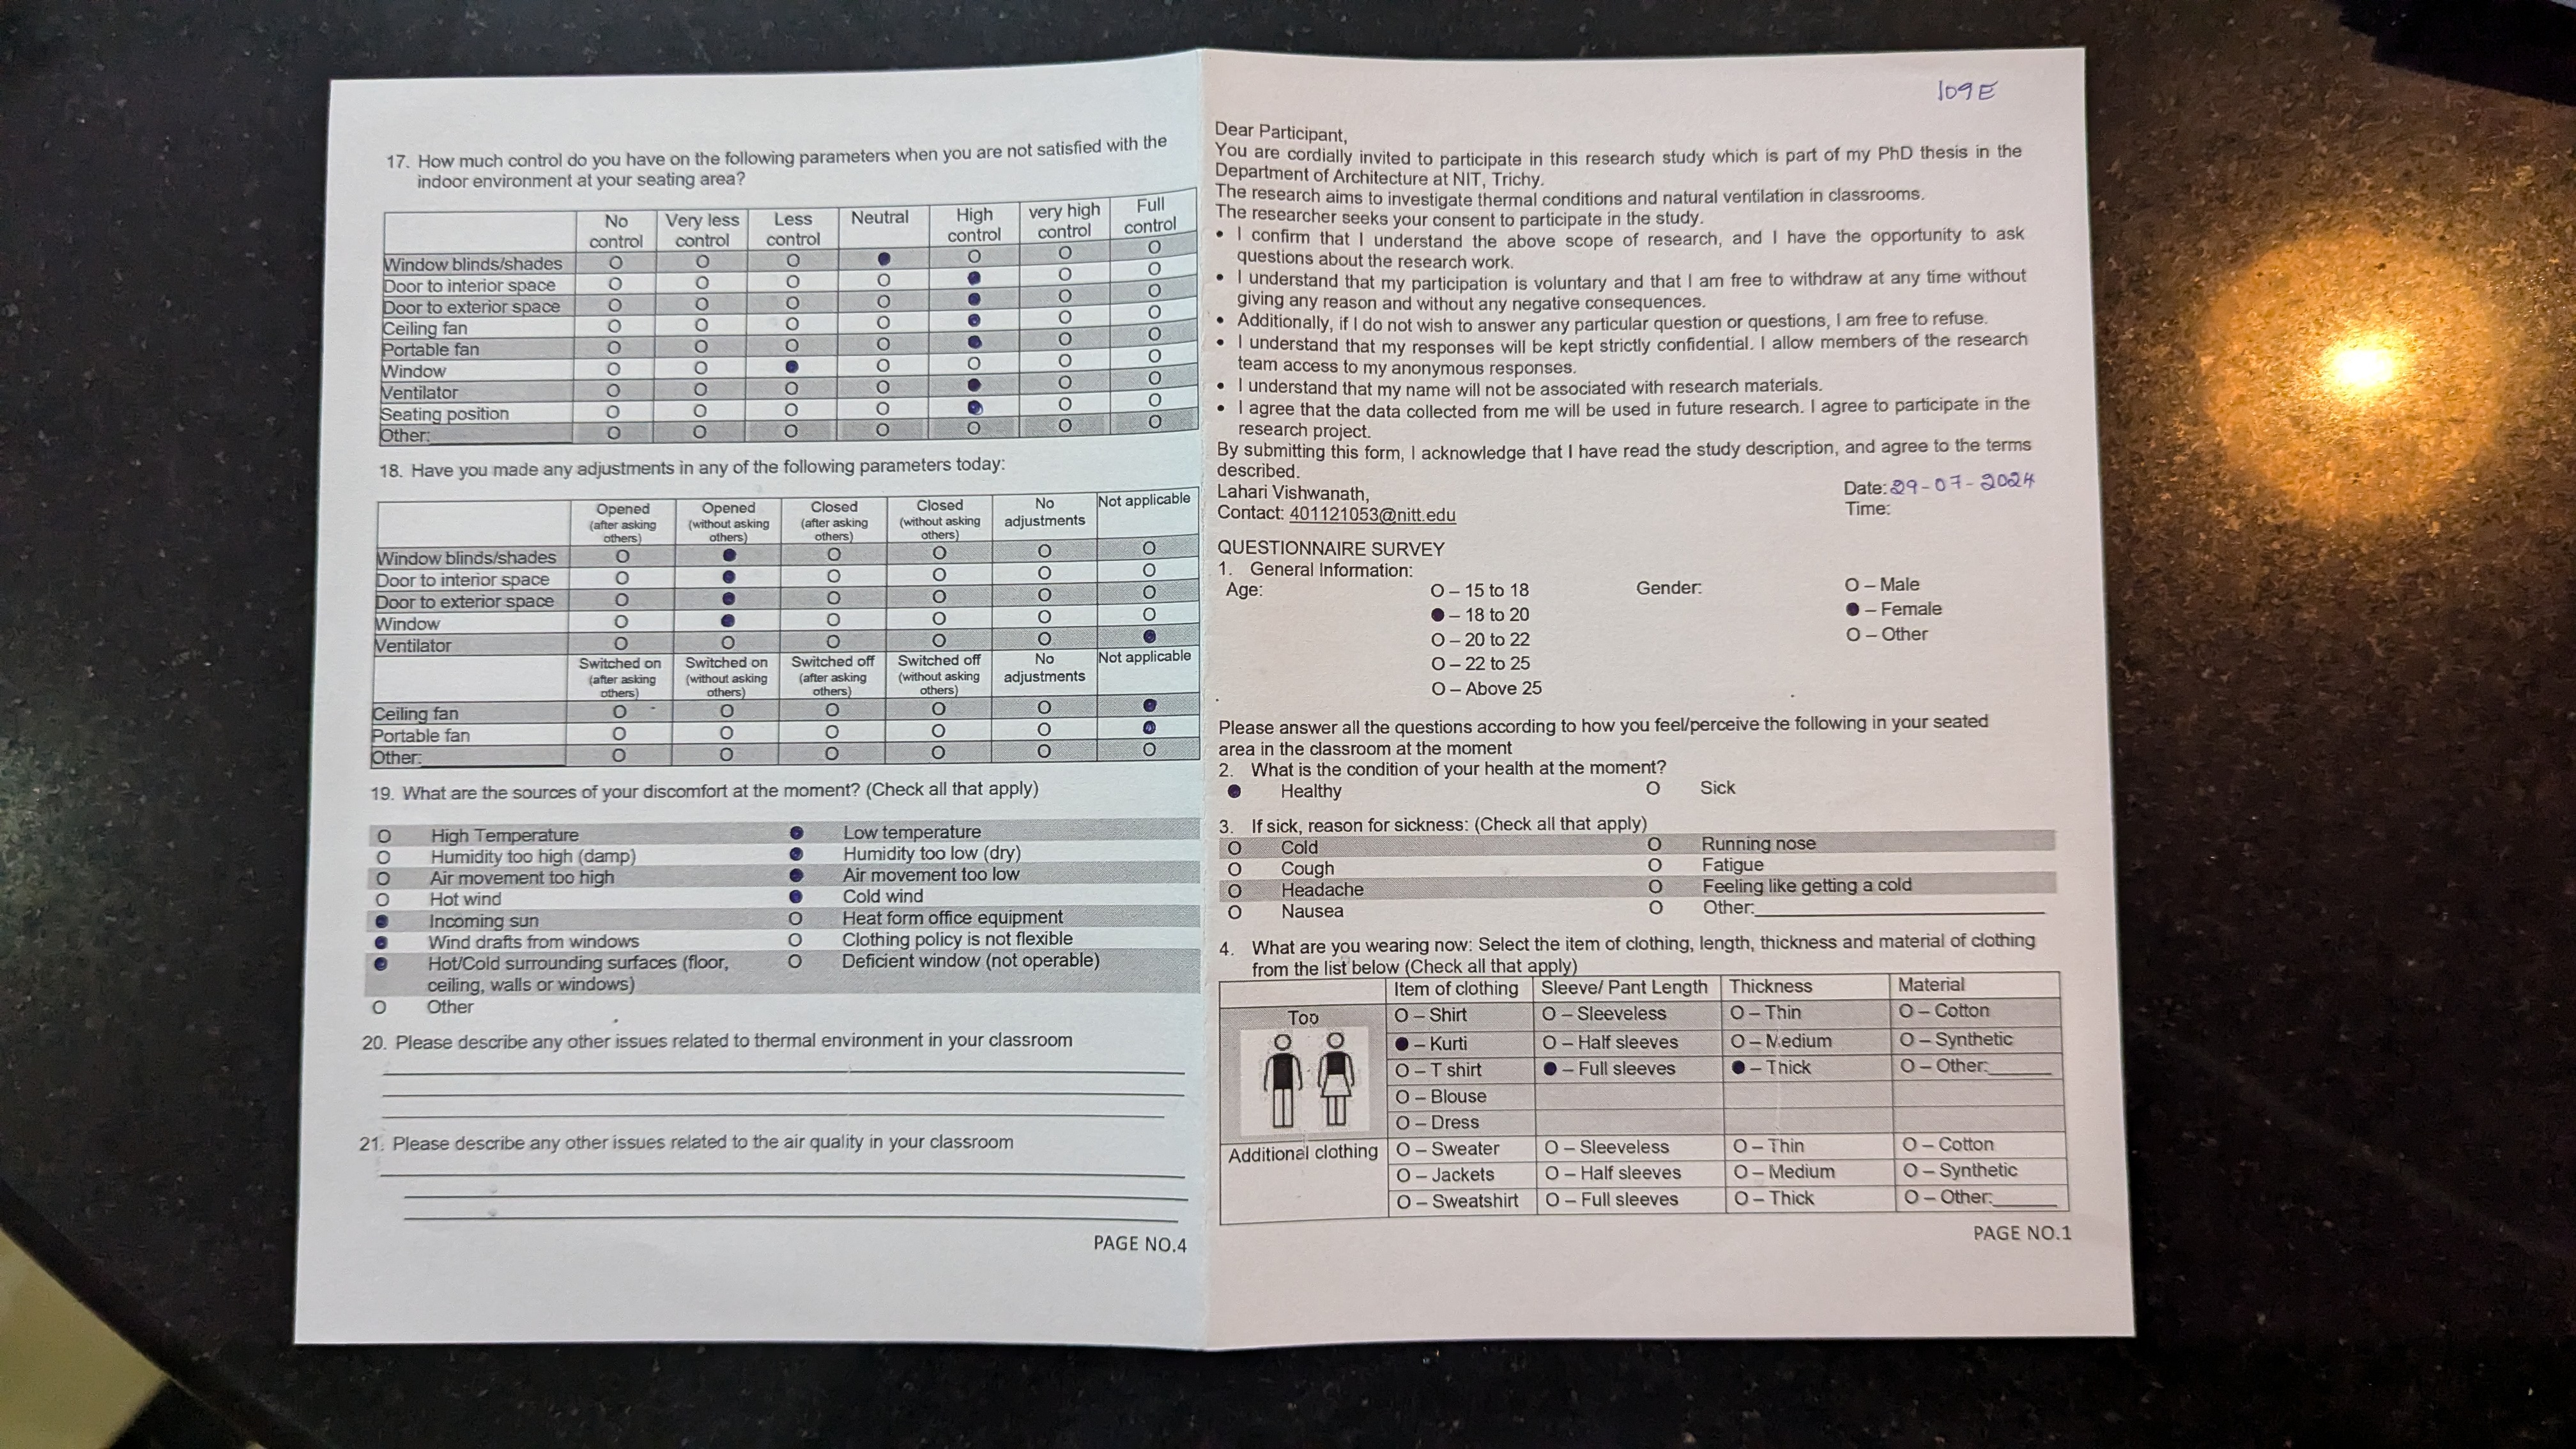 17. How much control do you have on the following parameters when you are not satisfied with the
indoor environment at your seating area?
No control Very less control Less control Neutral High control very high control Full control
Window blinds/shades O O O ● O O O
Door to interior space O O O O ● O O
Door to exterior space O O O O ● O O
Ceiling fan O O O O ● O O
Portable fan O O O O ● O O
Window O O ● O O O O
Ventilator O O O O ● O O
Seating position O O O O ● O O
Other: O O O O O O O
18. Have you made any adjustments in any of the following parameters today:
Opened (after asking others) Opened (without asking others) Closed (after asking others) Closed (without asking others) No adjustments Not applicable
Window blinds/shades O ● O O O O
Door to interior space O ● O O O O
Door to exterior space O ● O O O O
Window O ● O O O O
Ventilator O O O O O ●
Switched on (after asking others) Switched on (without asking others) Switched off (after asking others) Switched off (without asking others) No adjustments Not applicable
Ceiling fan O O O O O ●
Portable fan O O O O O ●
Other: O O O O O O
19. What are the sources of your discomfort at the moment? (Check all that apply)
O High Temperature ● Low temperature
O Humidity too high (damp) ● Humidity too low (dry)
O Air movement too high ● Air movement too low
O Hot wind ● Cold wind
● Incoming sun O Heat form office equipment
● Wind drafts from windows O Clothing policy is not flexible
● Hot/Cold surrounding surfaces (floor, O Deficient window (not operable)
ceiling, walls or windows)
O Other
20. Please describe any other issues related to thermal environment in your classroom
21. Please describe any other issues related to the air quality in your classroom
PAGE NO.4
109E
Dear Participant,
You are cordially invited to participate in this research study which is part of my PhD thesis in the
Department of Architecture at NIT, Trichy.
The research aims to investigate thermal conditions and natural ventilation in classrooms.
The researcher seeks your consent to participate in the study.
• I confirm that I understand the above scope of research, and I have the opportunity to ask
questions about the research work.
• I understand that my participation is voluntary and that I am free to withdraw at any time without
giving any reason and without any negative consequences.
• Additionally, if I do not wish to answer any particular question or questions, I am free to refuse.
• I understand that my responses will be kept strictly confidential. I allow members of the research
team access to my anonymous responses.
• I understand that my name will not be associated with research materials.
• I agree that the data collected from me will be used in future research. I agree to participate in the
research project.
By submitting this form, I acknowledge that I have read the study description, and agree to the terms
described.
Lahari Vishwanath, Date: 29-07-2024
Contact: 401121053@nitt.edu Time:
QUESTIONNAIRE SURVEY
1. General Information:
Age: O – 15 to 18 Gender: O – Male
● – 18 to 20 ● – Female
O – 20 to 22 O – Other
O – 22 to 25
O – Above 25
Please answer all the questions according to how you feel/perceive the following in your seated
area in the classroom at the moment
2. What is the condition of your health at the moment?
● Healthy O Sick
3. If sick, reason for sickness: (Check all that apply)
O Cold O Running nose
O Cough O Fatigue
O Headache O Feeling like getting a cold
O Nausea O Other:
4. What are you wearing now: Select the item of clothing, length, thickness and material of clothing
from the list below (Check all that apply)
Item of clothing Sleeve/ Pant Length Thickness Material
Top O – Shirt O – Sleeveless O – Thin O – Cotton
● – Kurti O – Half sleeves O – Medium O – Synthetic
O – T shirt ● – Full sleeves ● – Thick O – Other:
O – Blouse
O – Dress
Additional clothing O – Sweater O – Sleeveless O – Thin O – Cotton
O – Jackets O – Half sleeves O – Medium O – Synthetic
O – Sweatshirt O – Full sleeves O – Thick O – Other:
PAGE NO.1